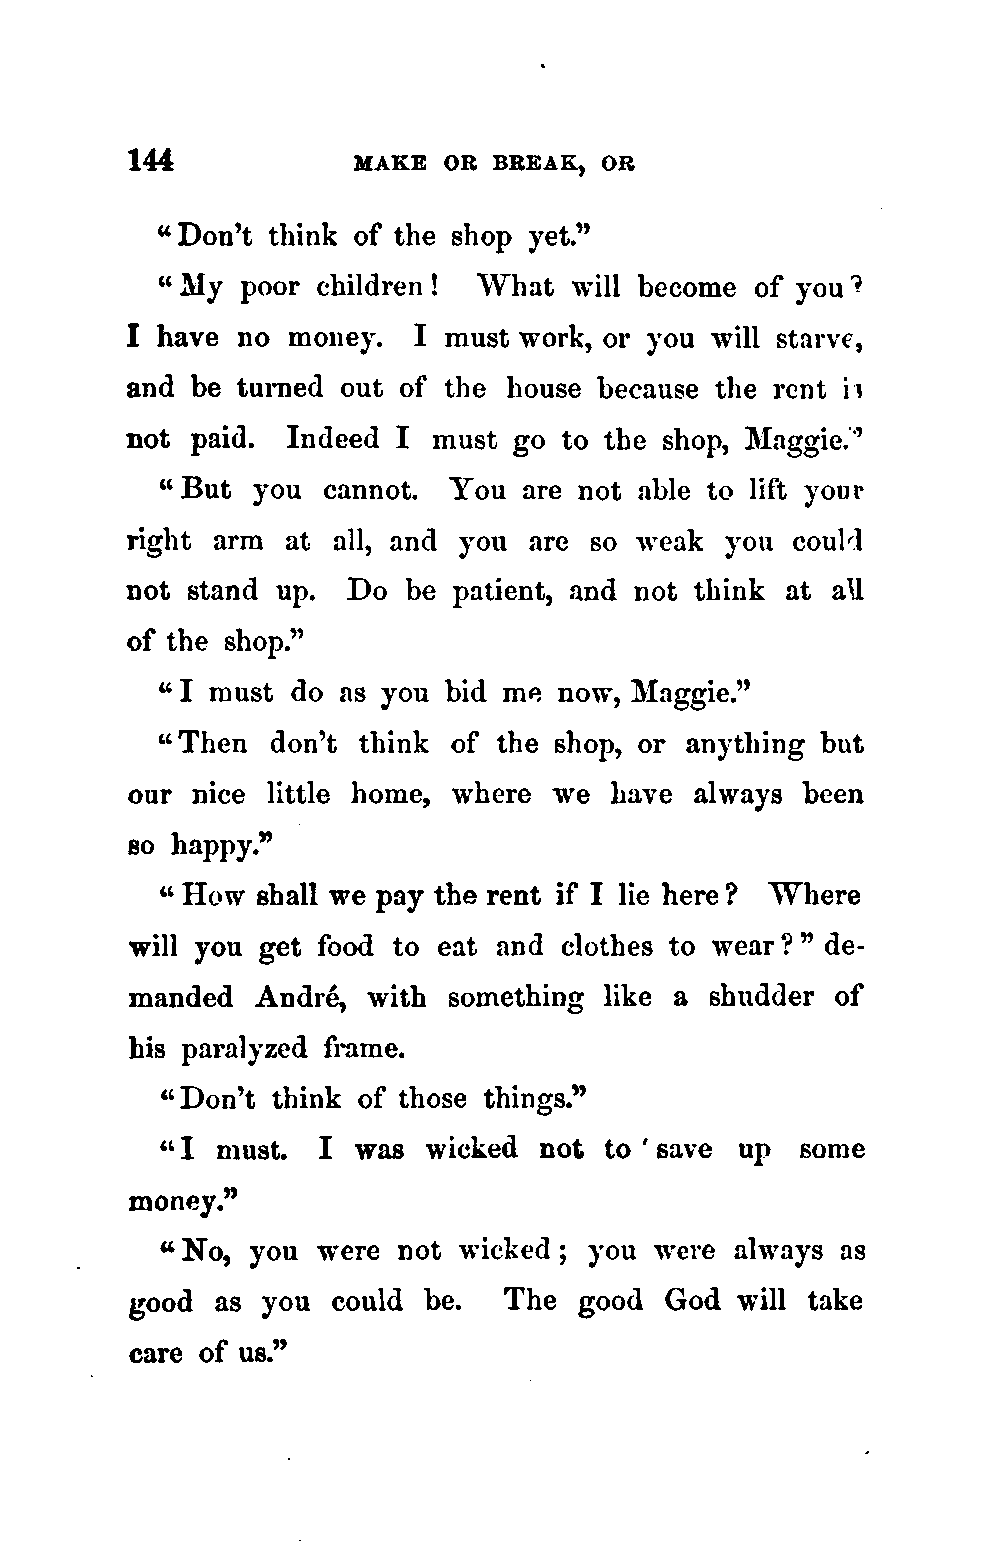 144 MAKE OR BREAK, OR
"Don't think of the shop yet."
"My poor children! What will become of you?
I have no money. I must work, or you will starve,
and be turned out of the house because the rent is
not paid. Indeed I must go to the shop, Maggie."
"But you cannot. You are not able to lift your
right arm at all, and you are so weak you could
not stand up. Do be patient, and not think at all
of the shop."
"I must do as you bid me now, Maggie."
"Then don't think of the shop, or anything but
our nice little home, where we have always been
so happy."
"How shall we pay the rent if I lie here? Where
will you get food to eat and clothes to wear?" de-
manded André, with something like a shudder of
his paralyzed frame.
"Don't think of those things."
"I must. I was wicked not to save up some
money."
"No, you were not wicked; you were always as
good as you could be. The good God will take
care of us."